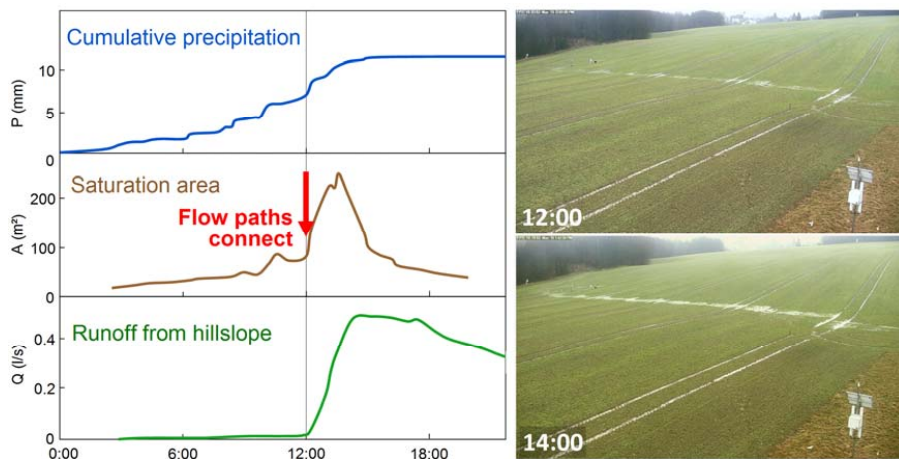 Cumulative precipitation
P (mm)
10
5
0
Saturation area
A (m²)
200
100
0
Flow paths
connect
Runoff from hillslope
Q (l/s)
0.4
0.2
0
0:00
6:00
12:00
18:00
12:00
14:00